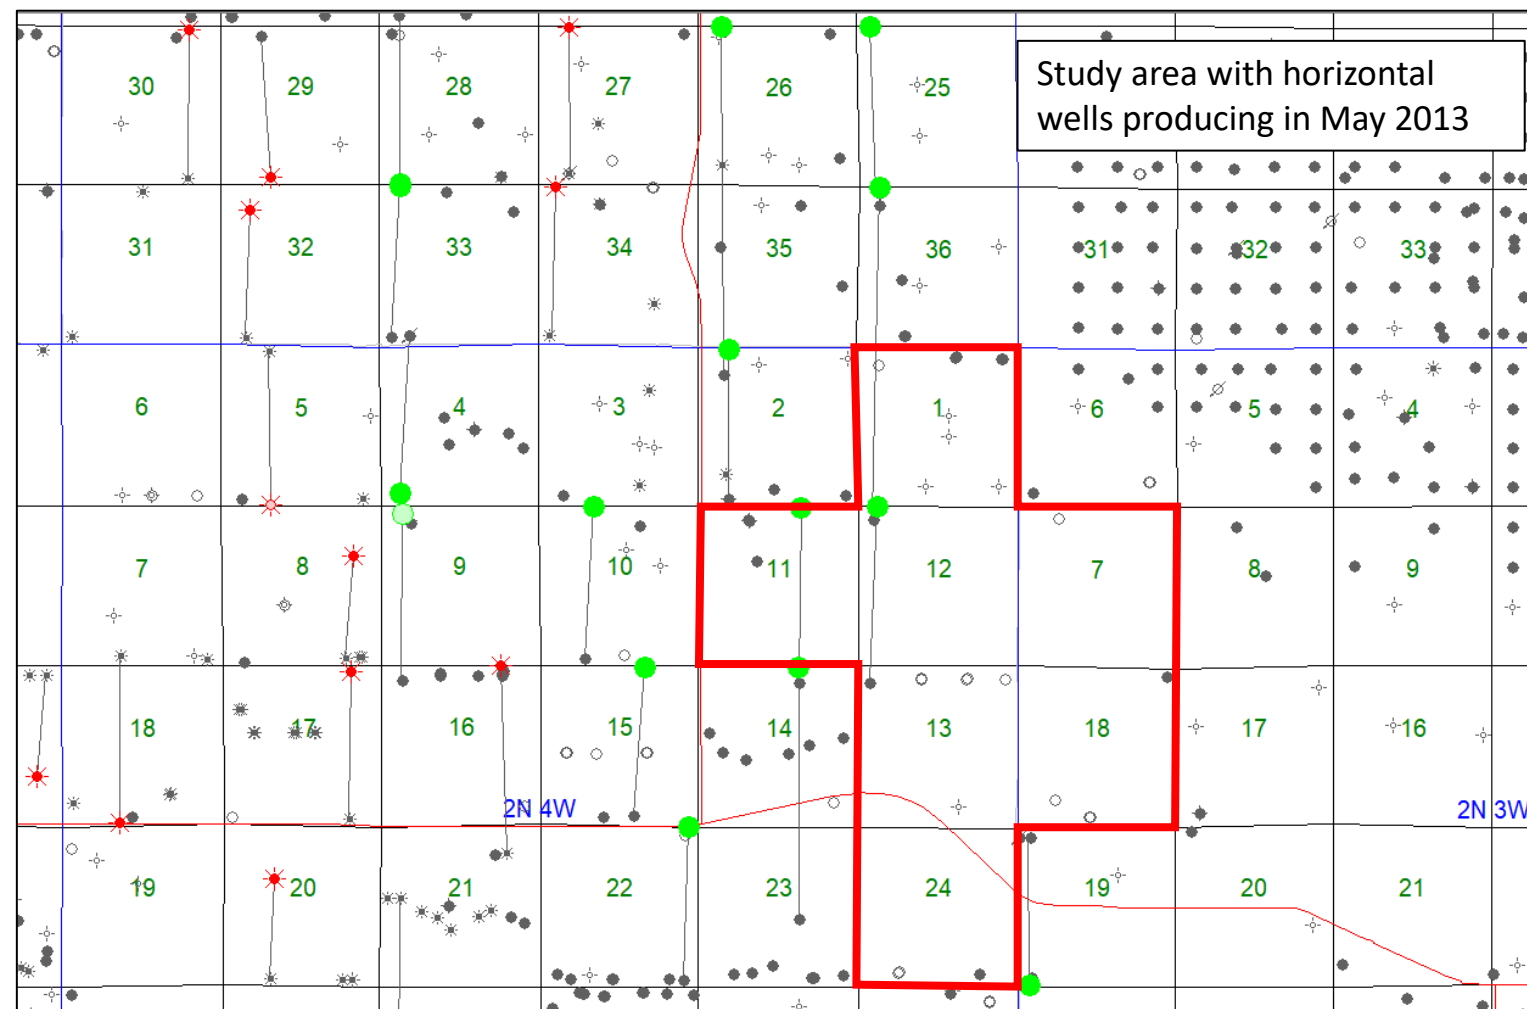 Study area with horizontal
wells producing in May 2013
30 29 28 27 26 25
31 32 33 34 35 36 31 32 33
6 5 4 3 2 1 6 5 4
7 8 9 10 11 12 7 8 9
18 17 16 15 14 13 18 17 16
2N 4W 2N 3W
19 20 21 22 23 24 19 20 21